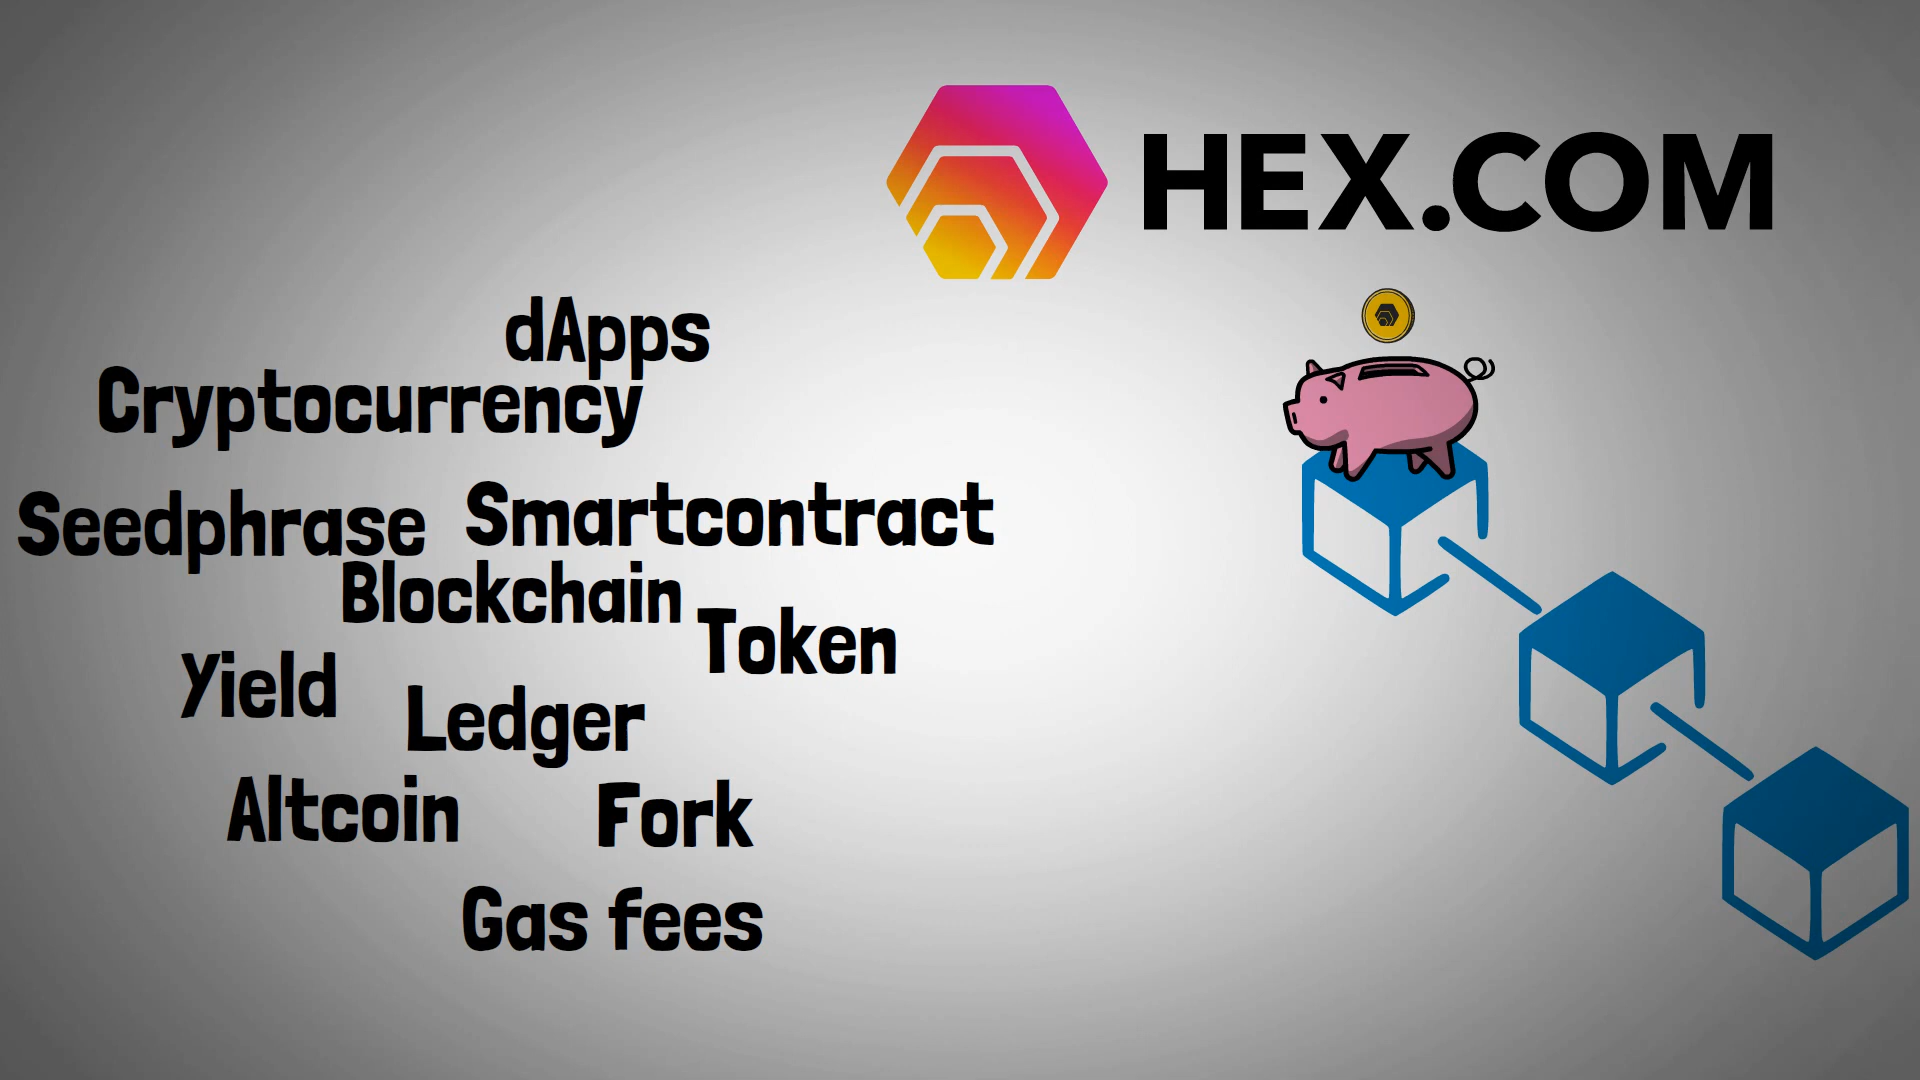 HEX.COM
dApps
Cryptocurrency
Seedphrase
Smartcontract
Blockchain
Token
Yield
Ledger
Altcoin
Fork
Gas fees